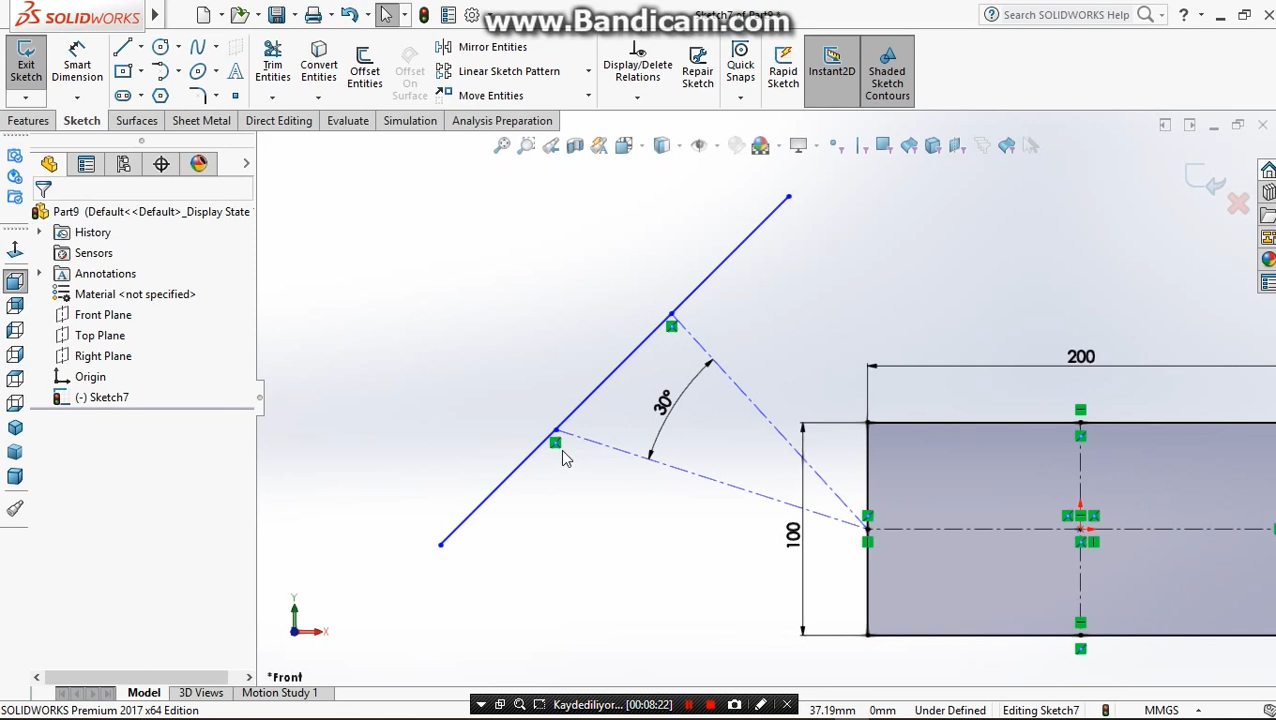 SOLIDWORKS
Sketch7 of Part9 *
www.Bandicam.com
Search SOLIDWORKS Help
?
Exit Sketch
Smart Dimension
Trim Entities
Convert Entities
Offset Entities
Offset On Surface
Mirror Entities
Linear Sketch Pattern
Move Entities
Display/Delete Relations
Repair Sketch
Quick Snaps
Rapid Sketch
Instant2D
Shaded Sketch Contours
Features
Sketch
Surfaces
Sheet Metal
Direct Editing
Evaluate
Simulation
Analysis Preparation
Part9 (Default<<Default>_Display State
History
Sensors
Annotations
Material <not specified>
Front Plane
Top Plane
Right Plane
Origin
(-) Sketch7
30°
200
100
Y
X
*Front
Model
3D Views
Motion Study 1
SOLIDWORKS Premium 2017 x64 Edition
Kaydediliyor... [00:08:22]
37.19mm
0mm
Under Defined
Editing Sketch7
MMGS